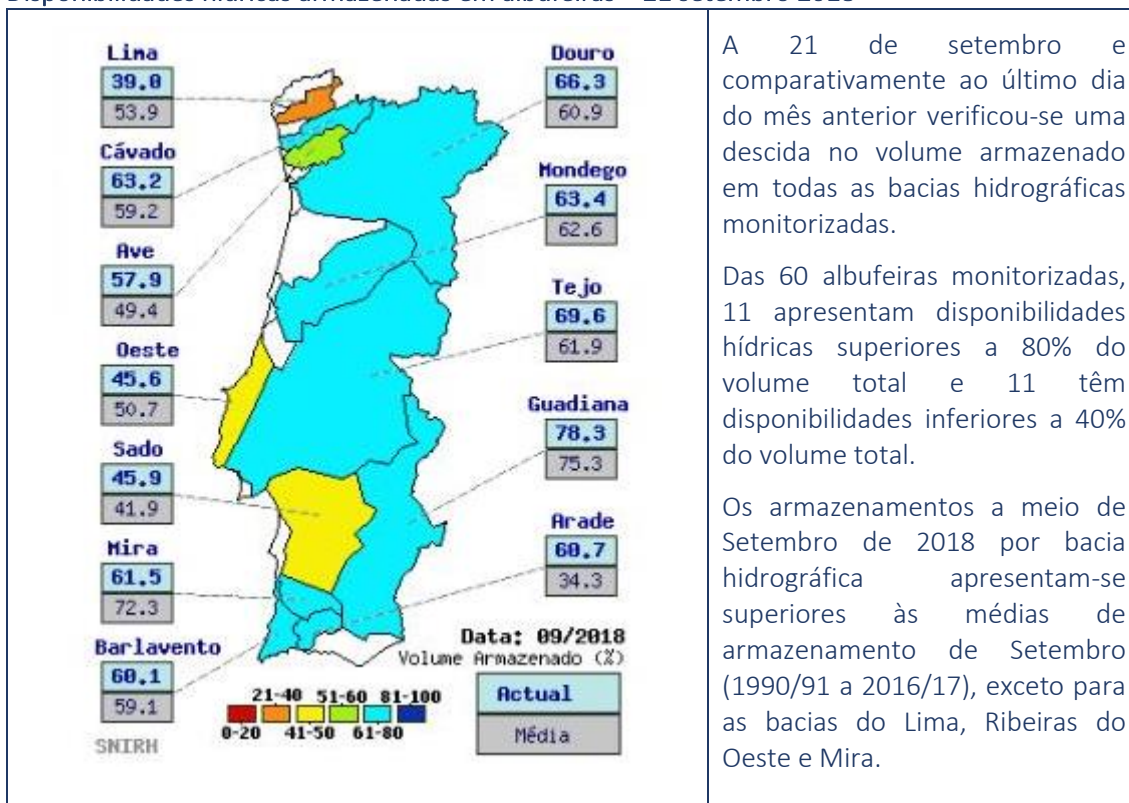 Disponibilidades hídricas armazenadas em albufeiras – 21 setembro 2018
Lima
39.0
53.9
Cávado
63.2
59.2
Ave
57.9
49.4
Oeste
45.6
50.7
Sado
45.9
41.9
Mira
61.5
72.3
Barlavento
60.1
59.1
SNIRH
Douro
66.3
60.9
Mondego
63.4
62.6
Tejo
69.6
61.9
Guadiana
78.3
75.3
Arade
60.7
34.3
Data: 09/2018
Volume Armazenado (%)
21-40 51-60 81-100
0-20 41-50 61-80
Actual
Média
A 21 de setembro e
comparativamente ao último dia
do mês anterior verificou-se uma
descida no volume armazenado
em todas as bacias hidrográficas
monitorizadas.
Das 60 albufeiras monitorizadas,
11 apresentam disponibilidades
hídricas superiores a 80% do
volume total e 11 têm
disponibilidades inferiores a 40%
do volume total.
Os armazenamentos a meio de
Setembro de 2018 por bacia
hidrográfica apresentam-se
superiores às médias de
armazenamento de Setembro
(1990/91 a 2016/17), exceto para
as bacias do Lima, Ribeiras do
Oeste e Mira.